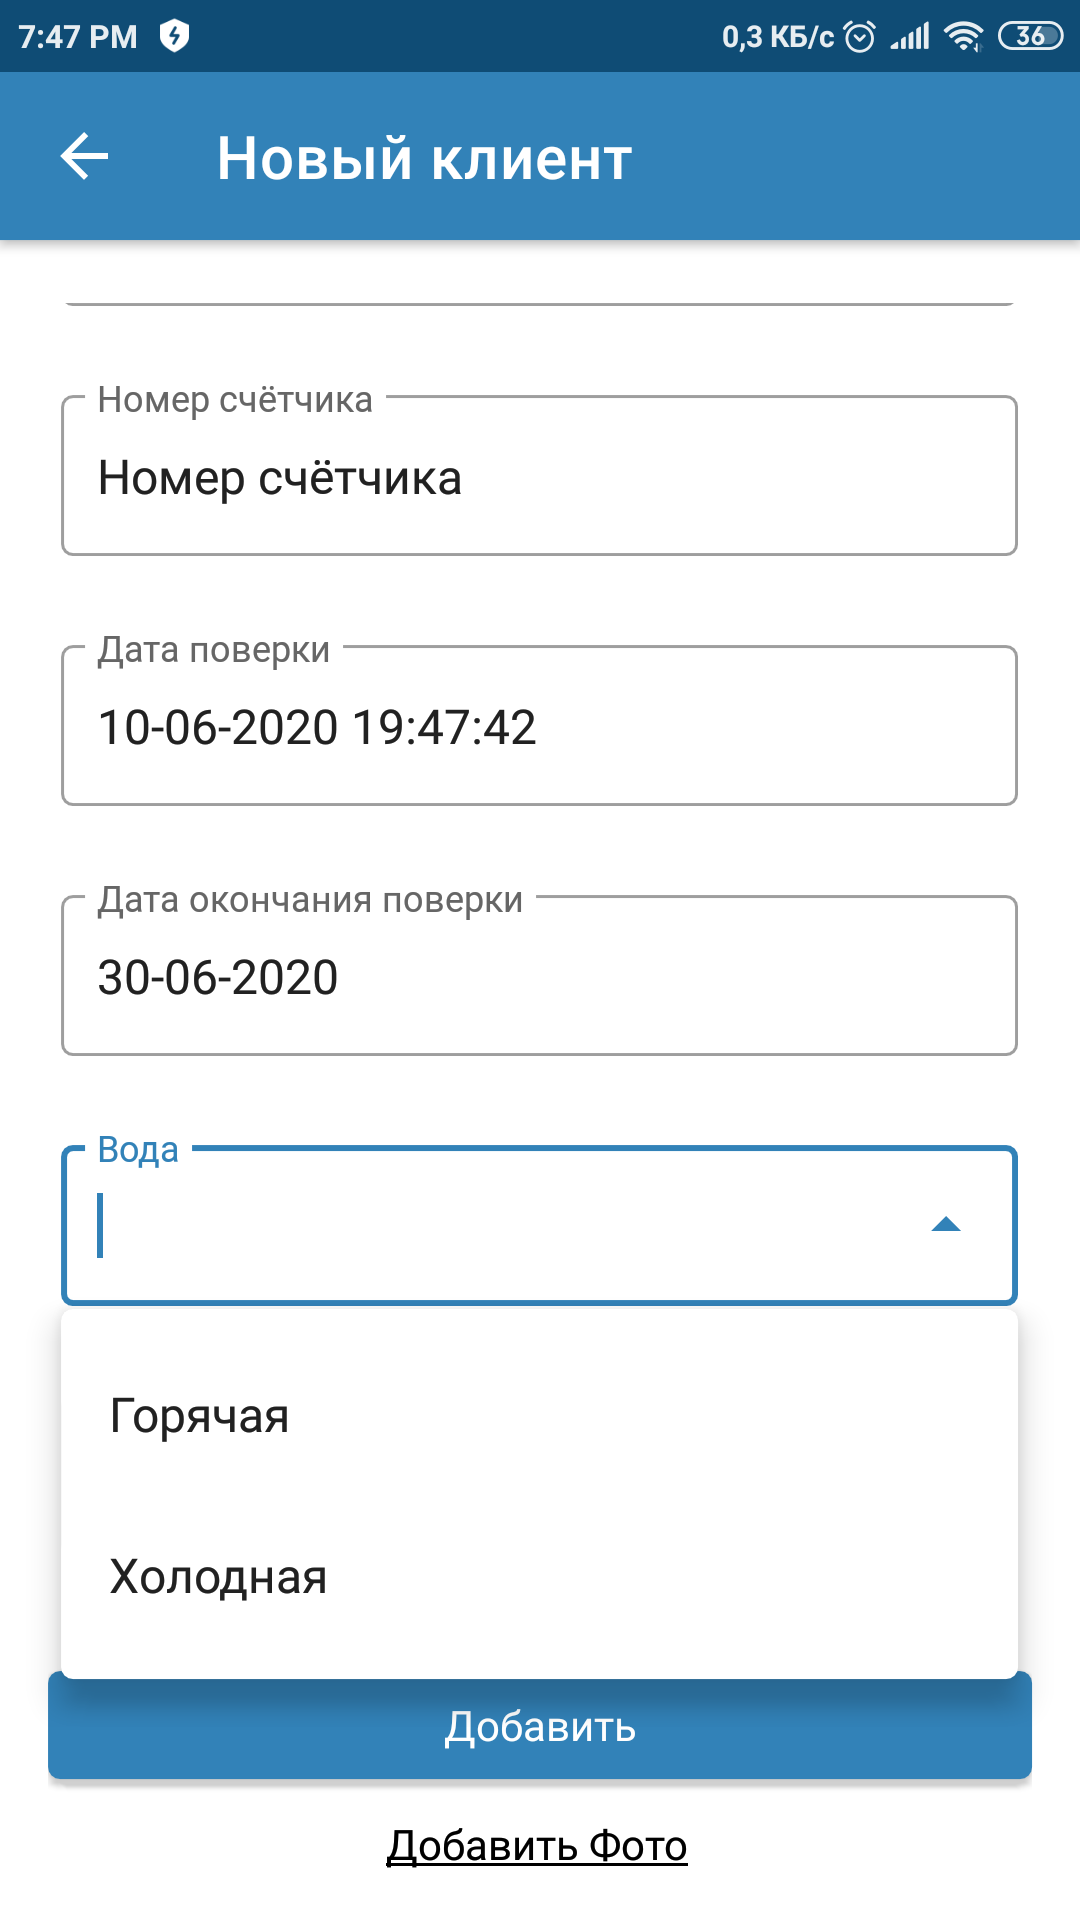 7:47 PM 0,3 КБ/с 36
Новый клиент
Номер счётчика
Номер счётчика
Дата поверки
10-06-2020 19:47:42
Дата окончания поверки
30-06-2020
Вода
Горячая
Холодная
Добавить
Добавить Фото